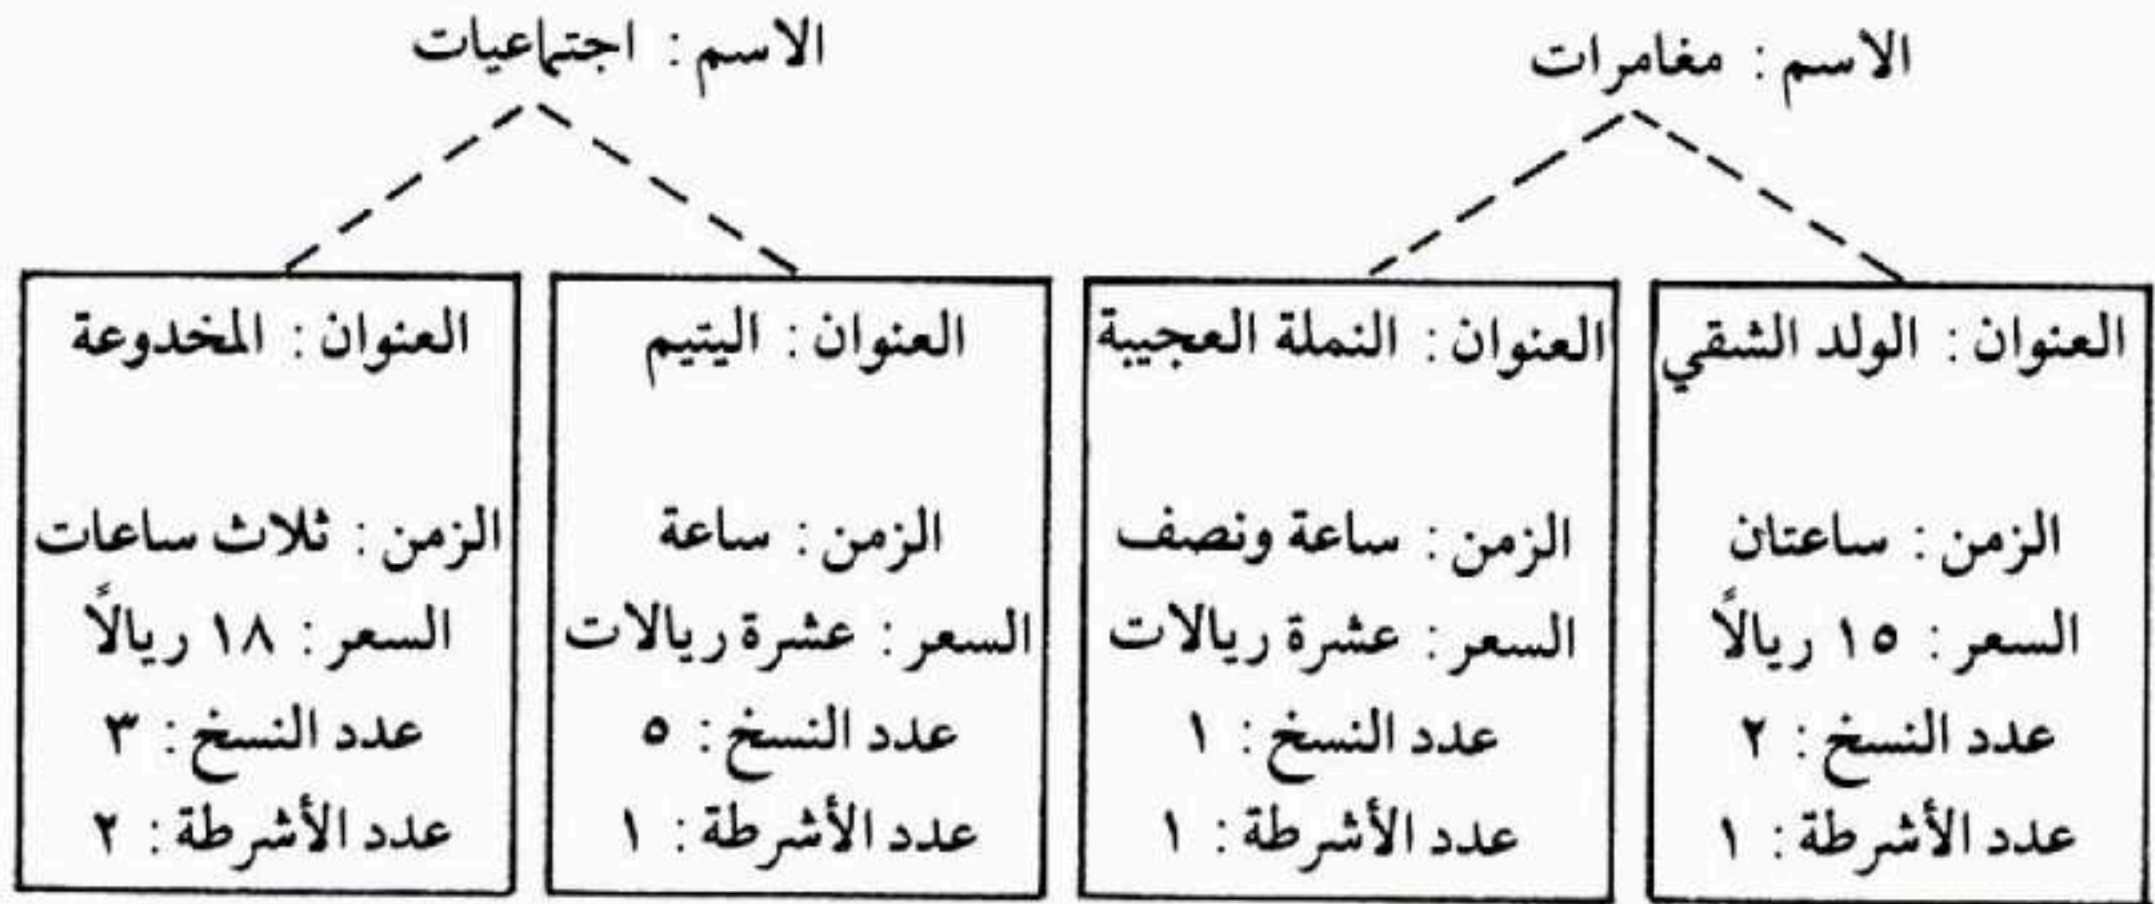 الاسم : مغامرات
الاسم : اجتماعيات
العنوان : الولد الشقي
الزمن : ساعتان
السعر : ١٥ ريالًا
عدد النسخ : ٢
عدد الأشرطة : ١
العنوان : النملة العجيبة
الزمن : ساعة ونصف
السعر : عشرة ريالات
عدد النسخ : ١
عدد الأشرطة : ١
العنوان : اليتيم
الزمن : ساعة
السعر : عشرة ريالات
عدد النسخ : ٥
عدد الأشرطة : ١
العنوان : المخدوعة
الزمن : ثلاث ساعات
السعر : ١٨ ريالًا
عدد النسخ : ٣
عدد الأشرطة : ٢